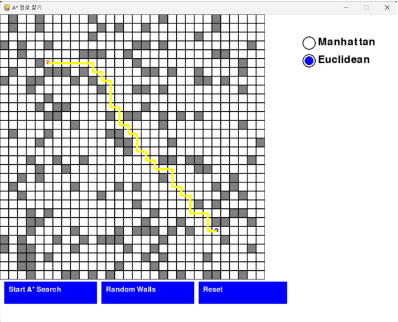 A* 경로 찾기
Manhattan
Euclidean
Start A* Search
Random Walls
Reset